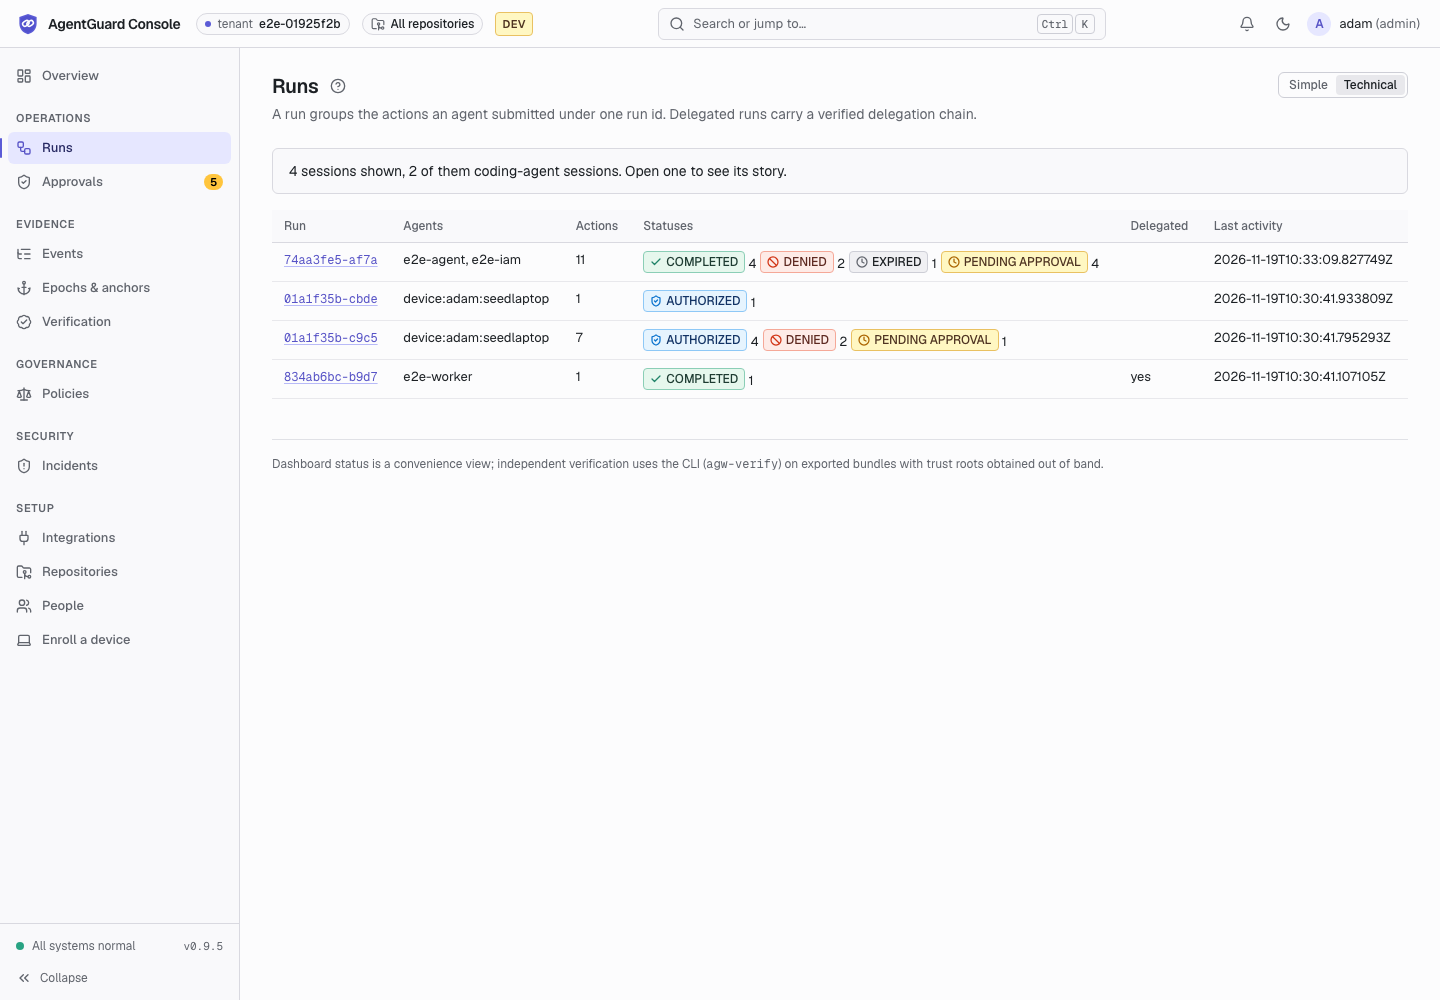 AgentGuard Console
tenant e2e-01925f2b
All repositories
DEV
Search or jump to...
Ctrl K
A
adam (admin)
Overview
OPERATIONS
Runs
Approvals 5
EVIDENCE
Events
Epochs & anchors
Verification
GOVERNANCE
Policies
SECURITY
Incidents
SETUP
Integrations
Repositories
People
Enroll a device
All systems normal v0.9.5
Collapse
Runs
Simple Technical
A run groups the actions an agent submitted under one run id. Delegated runs carry a verified delegation chain.
4 sessions shown, 2 of them coding-agent sessions. Open one to see its story.
Run Agents Actions Statuses Delegated Last activity
74aa3fe5-af7a e2e-agent, e2e-iam 11 COMPLETED 4 DENIED 2 EXPIRED 1 PENDING APPROVAL 4 2026-11-19T10:33:09.827749Z
01a1f35b-cbde device:adam:seedlaptop 1 AUTHORIZED 1 2026-11-19T10:30:41.933809Z
01a1f35b-c9c5 device:adam:seedlaptop 7 AUTHORIZED 4 DENIED 2 PENDING APPROVAL 1 2026-11-19T10:30:41.795293Z
834ab6bc-b9d7 e2e-worker 1 COMPLETED 1 yes 2026-11-19T10:30:41.107105Z
Dashboard status is a convenience view; independent verification uses the CLI (agw-verify) on exported bundles with trust roots obtained out of band.